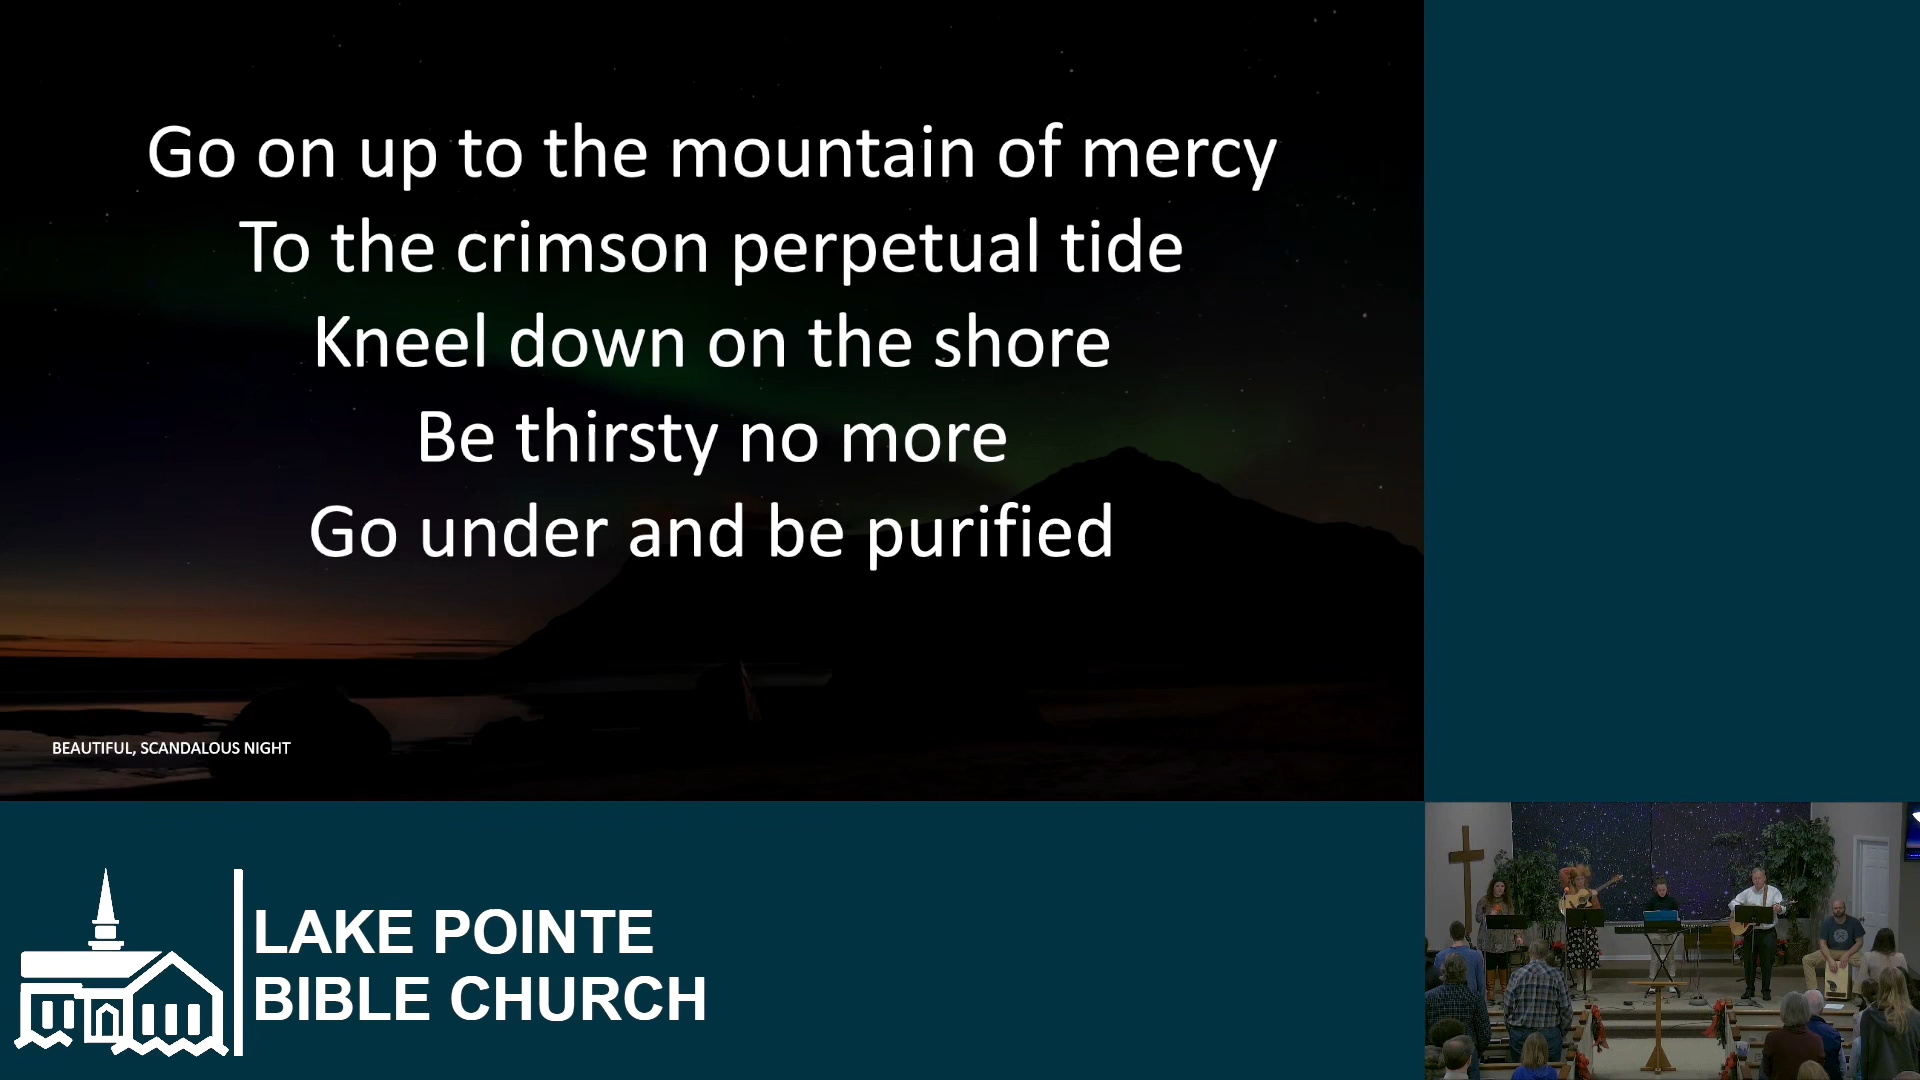 Go on up to the mountain of mercy
To the crimson perpetual tide
Kneel down on the shore
Be thirsty no more
Go under and be purified
BEAUTIFUL, SCANDALOUS NIGHT
LAKE POINTE
BIBLE CHURCH